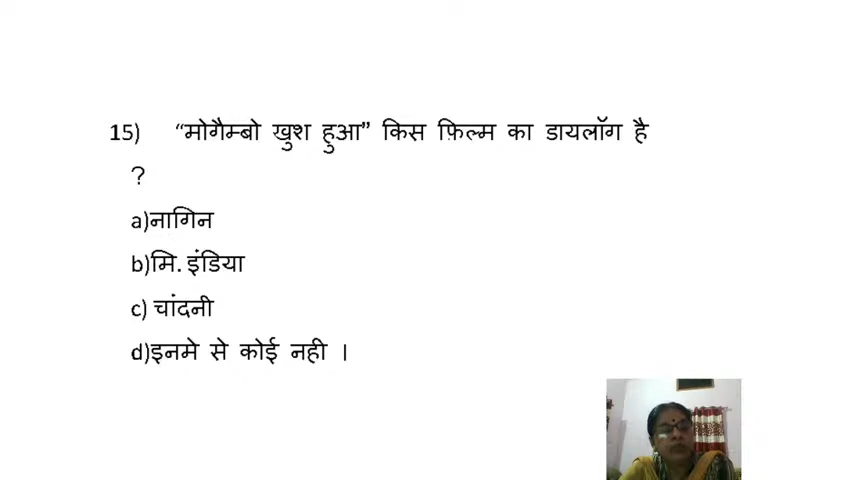 15) “मोगैम्बो खुश हुआ” किस फ़िल्म का डायलॉग है
?
a)नागिन
b)मि. इंडिया
c) चांदनी
d)इनमे से कोई नही ।